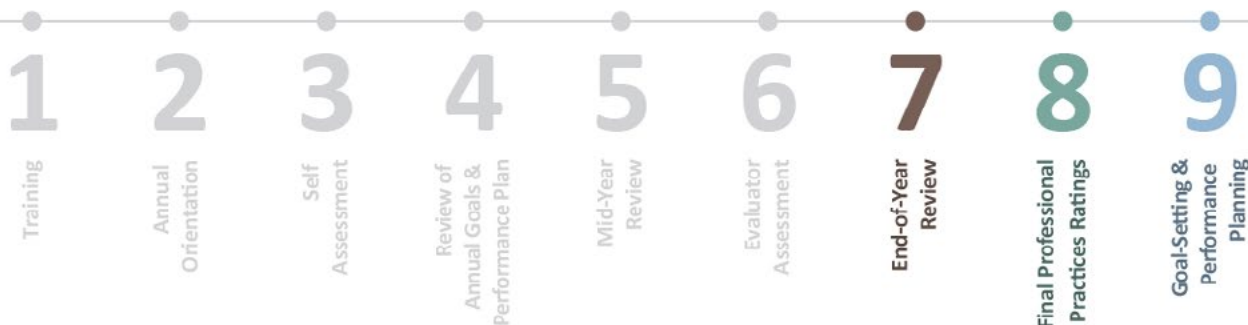 1
Training
2
Annual
Orientation
3
Self
Assessment
4
Review of
Annual Goals &
Performance Plan
5
Mid-Year
Review
6
Evaluator
Assessment
7
End-of-Year
Review
8
Final Professional
Practices Ratings
9
Goal-Setting &
Performance
Planning